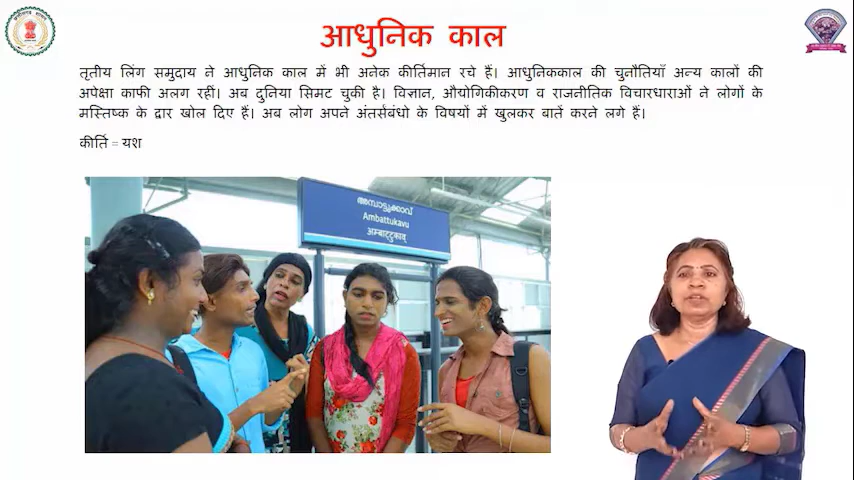 आधुनिक काल
तृतीय लिंग समुदाय ने आधुनिक काल में भी अनेक कीर्तिमान रचे हैं। आधुनिककाल की चुनौतियाँ अन्य कालों की
अपेक्षा काफी अलग रहीं। अब दुनिया सिमट चुकी है। विज्ञान, औद्योगिकीकरण व राजनीतिक विचारधाराओं ने लोगों के
मस्तिष्क के द्वार खोल दिए हैं। अब लोग अपने अंतर्संबंधो के विषयों में खुलकर बातें करने लगे हैं।
कीर्ति = यश
അമ്പാട്ടുകാവ്
Ambattukavu
अम्बाट्टुकाव्